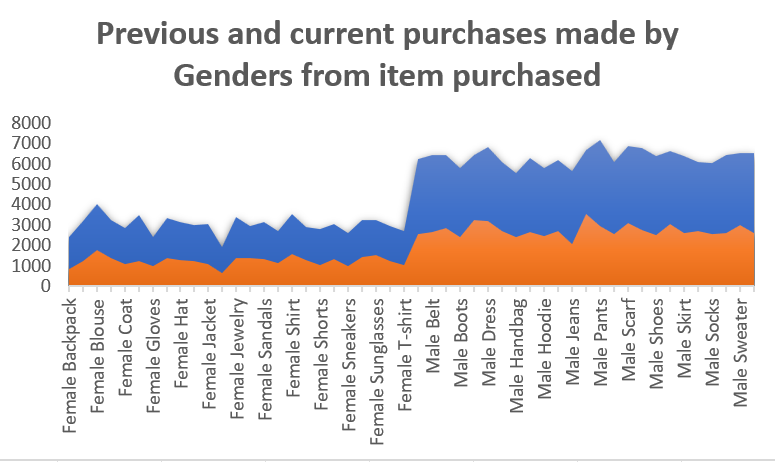 Previous and current purchases made by
Genders from item purchased
8000
7000
6000
5000
4000
3000
2000
1000
0
Female Backpack
Female Blouse
Female Coat
Female Gloves
Female Hat
Female Jacket
Female Jewelry
Female Sandals
Female Shirt
Female Shorts
Female Sneakers
Female Sunglasses
Female T-shirt
Male Belt
Male Boots
Male Dress
Male Handbag
Male Hoodie
Male Jeans
Male Pants
Male Scarf
Male Shoes
Male Skirt
Male Socks
Male Sweater